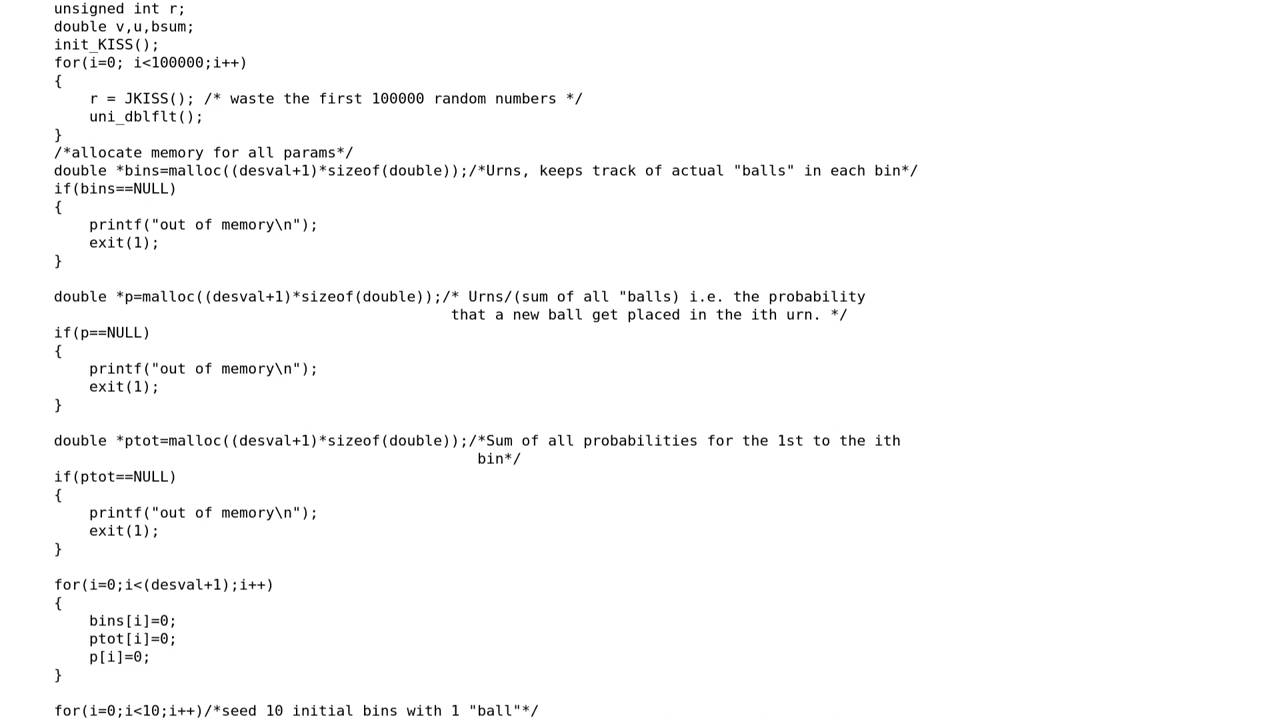 unsigned int r;
double v,u,bsum;
init_KISS();
for(i=0; i<100000;i++)
{
    r = JKISS(); /* waste the first 100000 random numbers */
    uni_dblflt();
}
/*allocate memory for all params*/
double *bins=malloc((desval+1)*sizeof(double));/*Urns, keeps track of actual "balls" in each bin*/
if(bins==NULL)
{
    printf("out of memory\n");
    exit(1);
}
double *p=malloc((desval+1)*sizeof(double));/* Urns/(sum of all "balls) i.e. the probability
that a new ball get placed in the ith urn. */
if(p==NULL)
{
    printf("out of memory\n");
    exit(1);
}
double *ptot=malloc((desval+1)*sizeof(double));/*Sum of all probabilities for the 1st to the ith
bin*/
if(ptot==NULL)
{
    printf("out of memory\n");
    exit(1);
}
for(i=0;i<(desval+1);i++)
{
    bins[i]=0;
    ptot[i]=0;
    p[i]=0;
}
for(i=0;i<10;i++)/*seed 10 initial bins with 1 "ball"*/